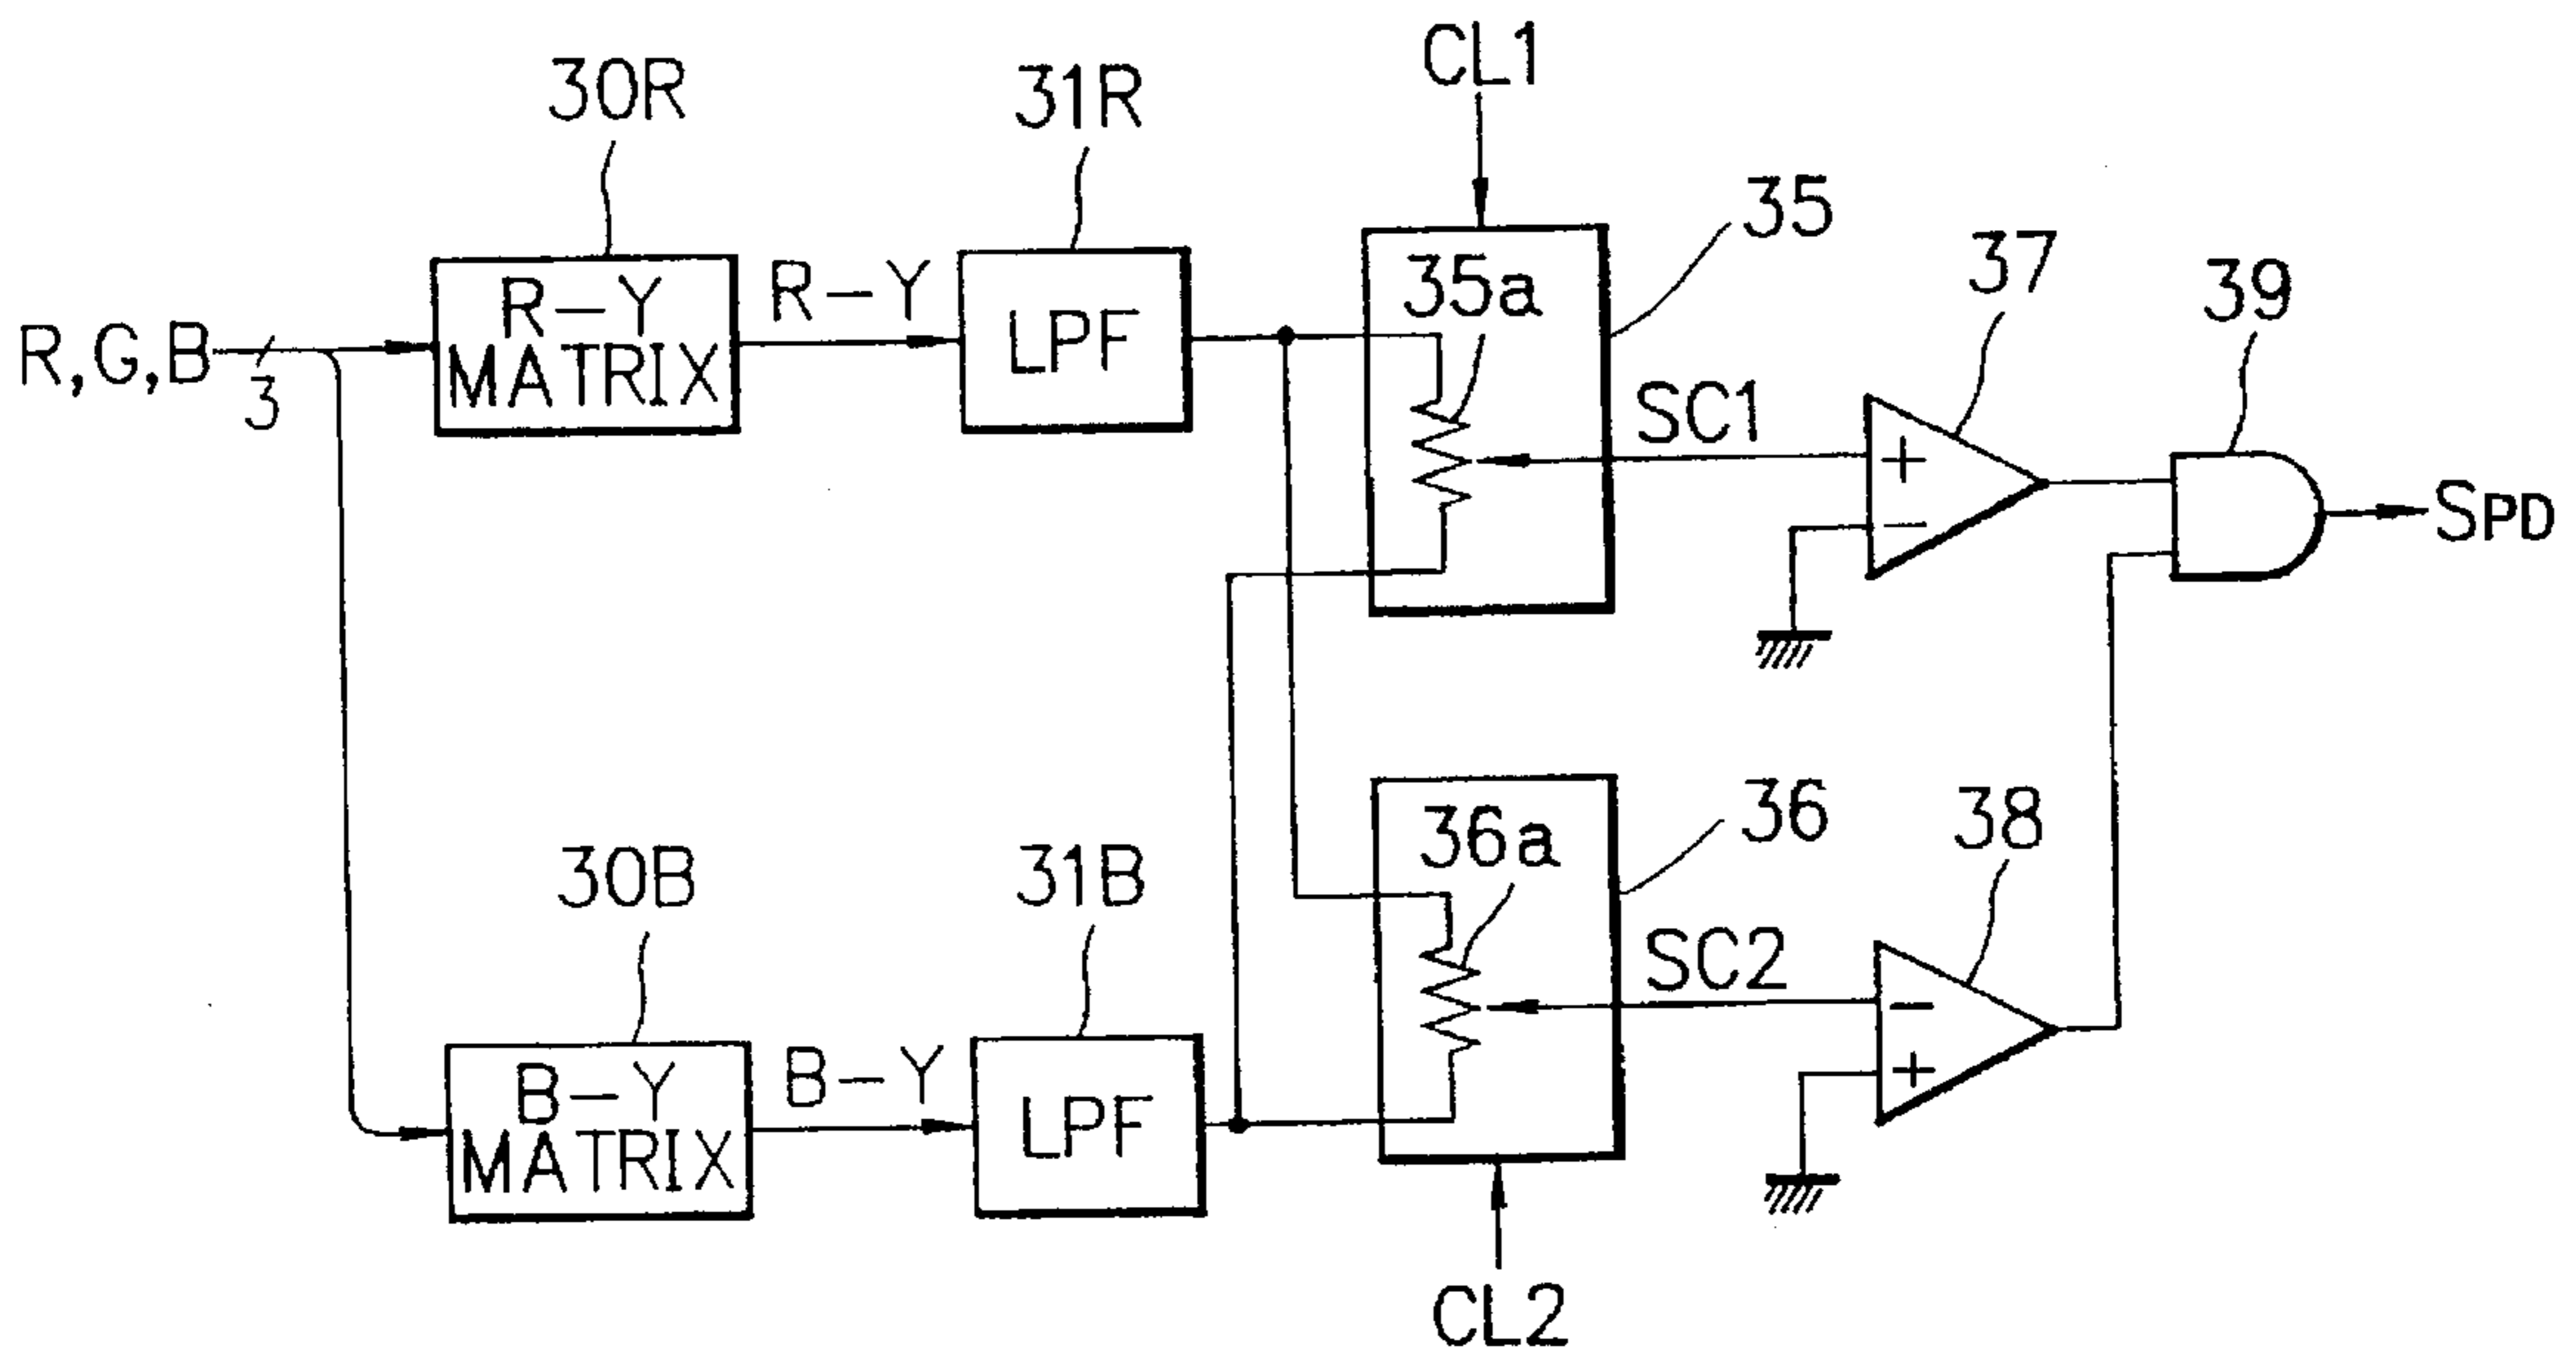 CL1
30R
31R
35
37
39
35a
R-Y
MATRIX
R-Y
LPF
R,G,B
3
SC1
+
-
SPD
30B
31B
36
38
36a
SC2
-
+
B-Y
MATRIX
B-Y
LPF
CL2